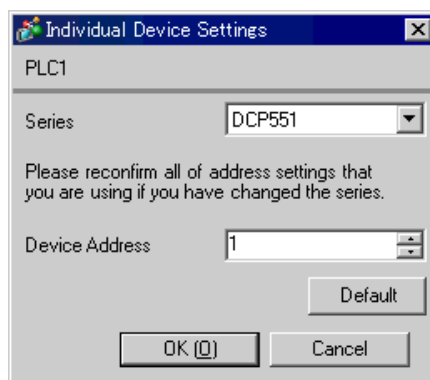 Individual Device Settings
PLC1
Series DCP551
Please reconfirm all of address settings that
you are using if you have changed the series.
Device Address 1
Default
OK (O) Cancel